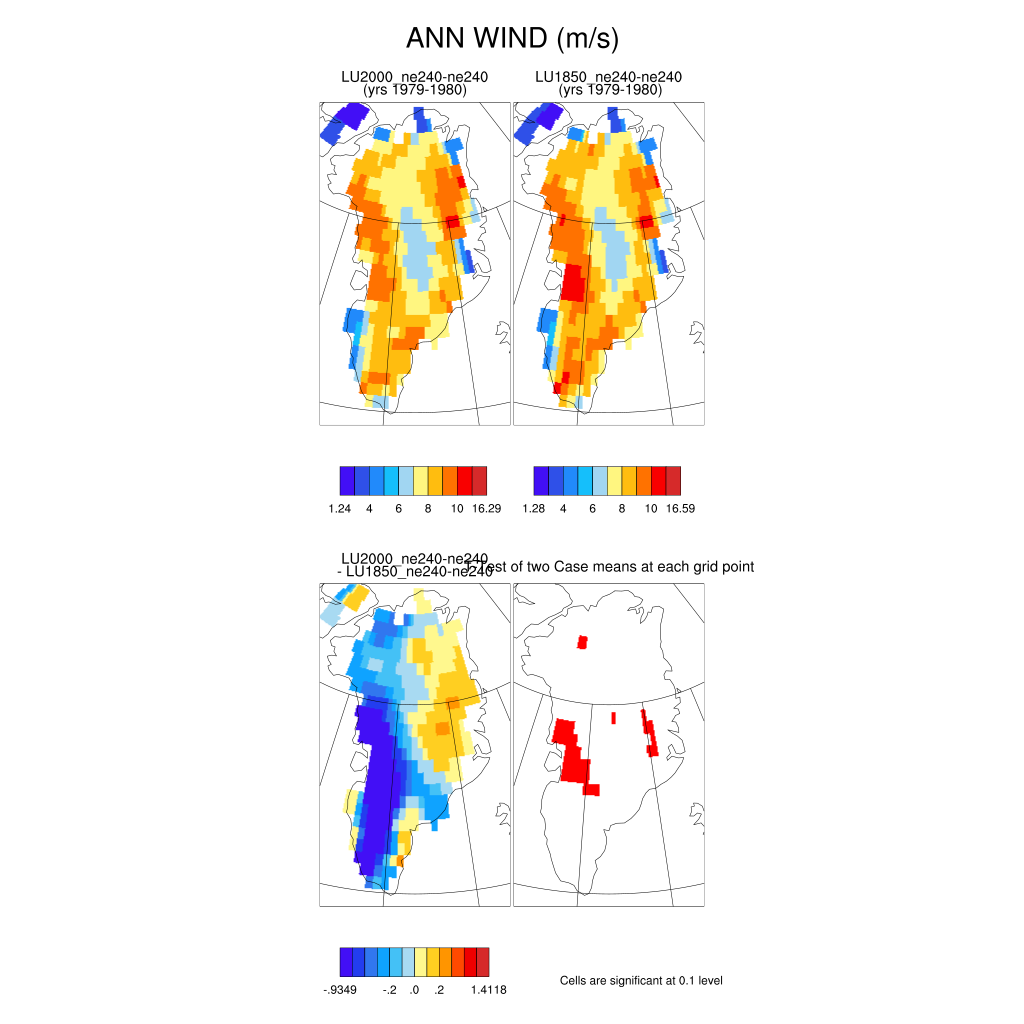 ANN WIND (m/s)
LU2000_ne240-ne240
(yrs 1979-1980)
LU1850_ne240-ne240
(yrs 1979-1980)
1.24 4 6 8 10 16.29
1.28 4 6 8 10 16.59
LU2000_ne240-ne240
- LU1850_ne240-ne240
T-Test of two Case means at each grid point
-.9349 -.2 .0 .2 1.4118
Cells are significant at 0.1 level